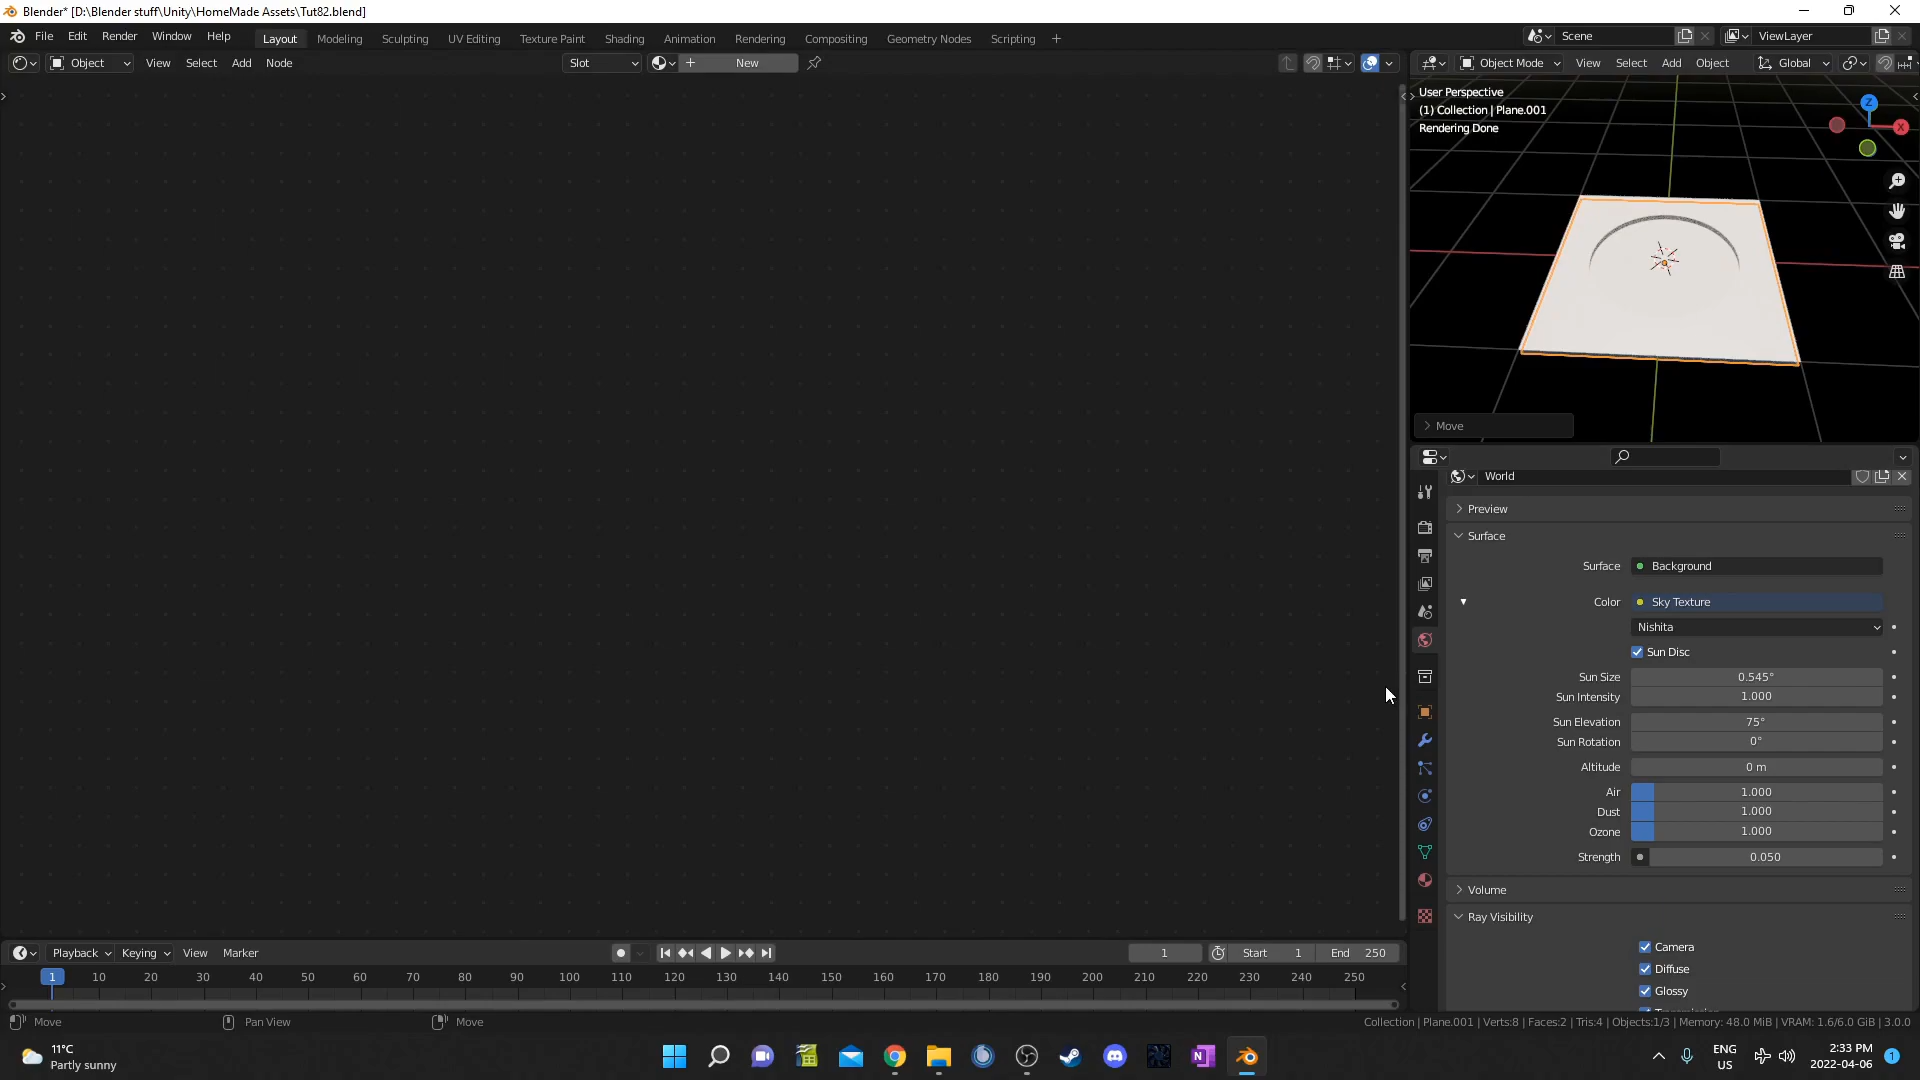 Blender* [D:\Blender stuff\Unity\HomeMade Assets\Tut82.blend]
File Edit Render Window Help Layout Modeling Sculpting UV Editing Texture Paint Shading Animation Rendering Compositing Geometry Nodes Scripting + Scene ViewLayer
Object View Select Add Node Slot New Object Mode View Select Add Object Global
User Perspective
(1) Collection | Plane.001
Rendering Done
Z
X
Move
World
Preview
Surface
Surface Background
Color Sky Texture
Nishita
Sun Disc
Sun Size 0.545°
Sun Intensity 1.000
Sun Elevation 75°
Sun Rotation 0°
Altitude 0 m
Air 1.000
Dust 1.000
Ozone 1.000
Strength 0.050
Volume
Ray Visibility
Camera
Diffuse
Glossy
Playback Keying View Marker 1 Start 1 End 250
1 10 20 30 40 50 60 70 80 90 100 110 120 130 140 150 160 170 180 190 200 210 220 230 240 250
Move Pan View Move Collection | Plane.001 | Verts:8 | Faces:2 | Tris:4 | Objects:1/3 | Memory: 48.0 MiB | VRAM: 1.6/6.0 GiB | 3.0.0
11°C
Partly sunny
N
ENG
US
2:33 PM
2022-04-06
1